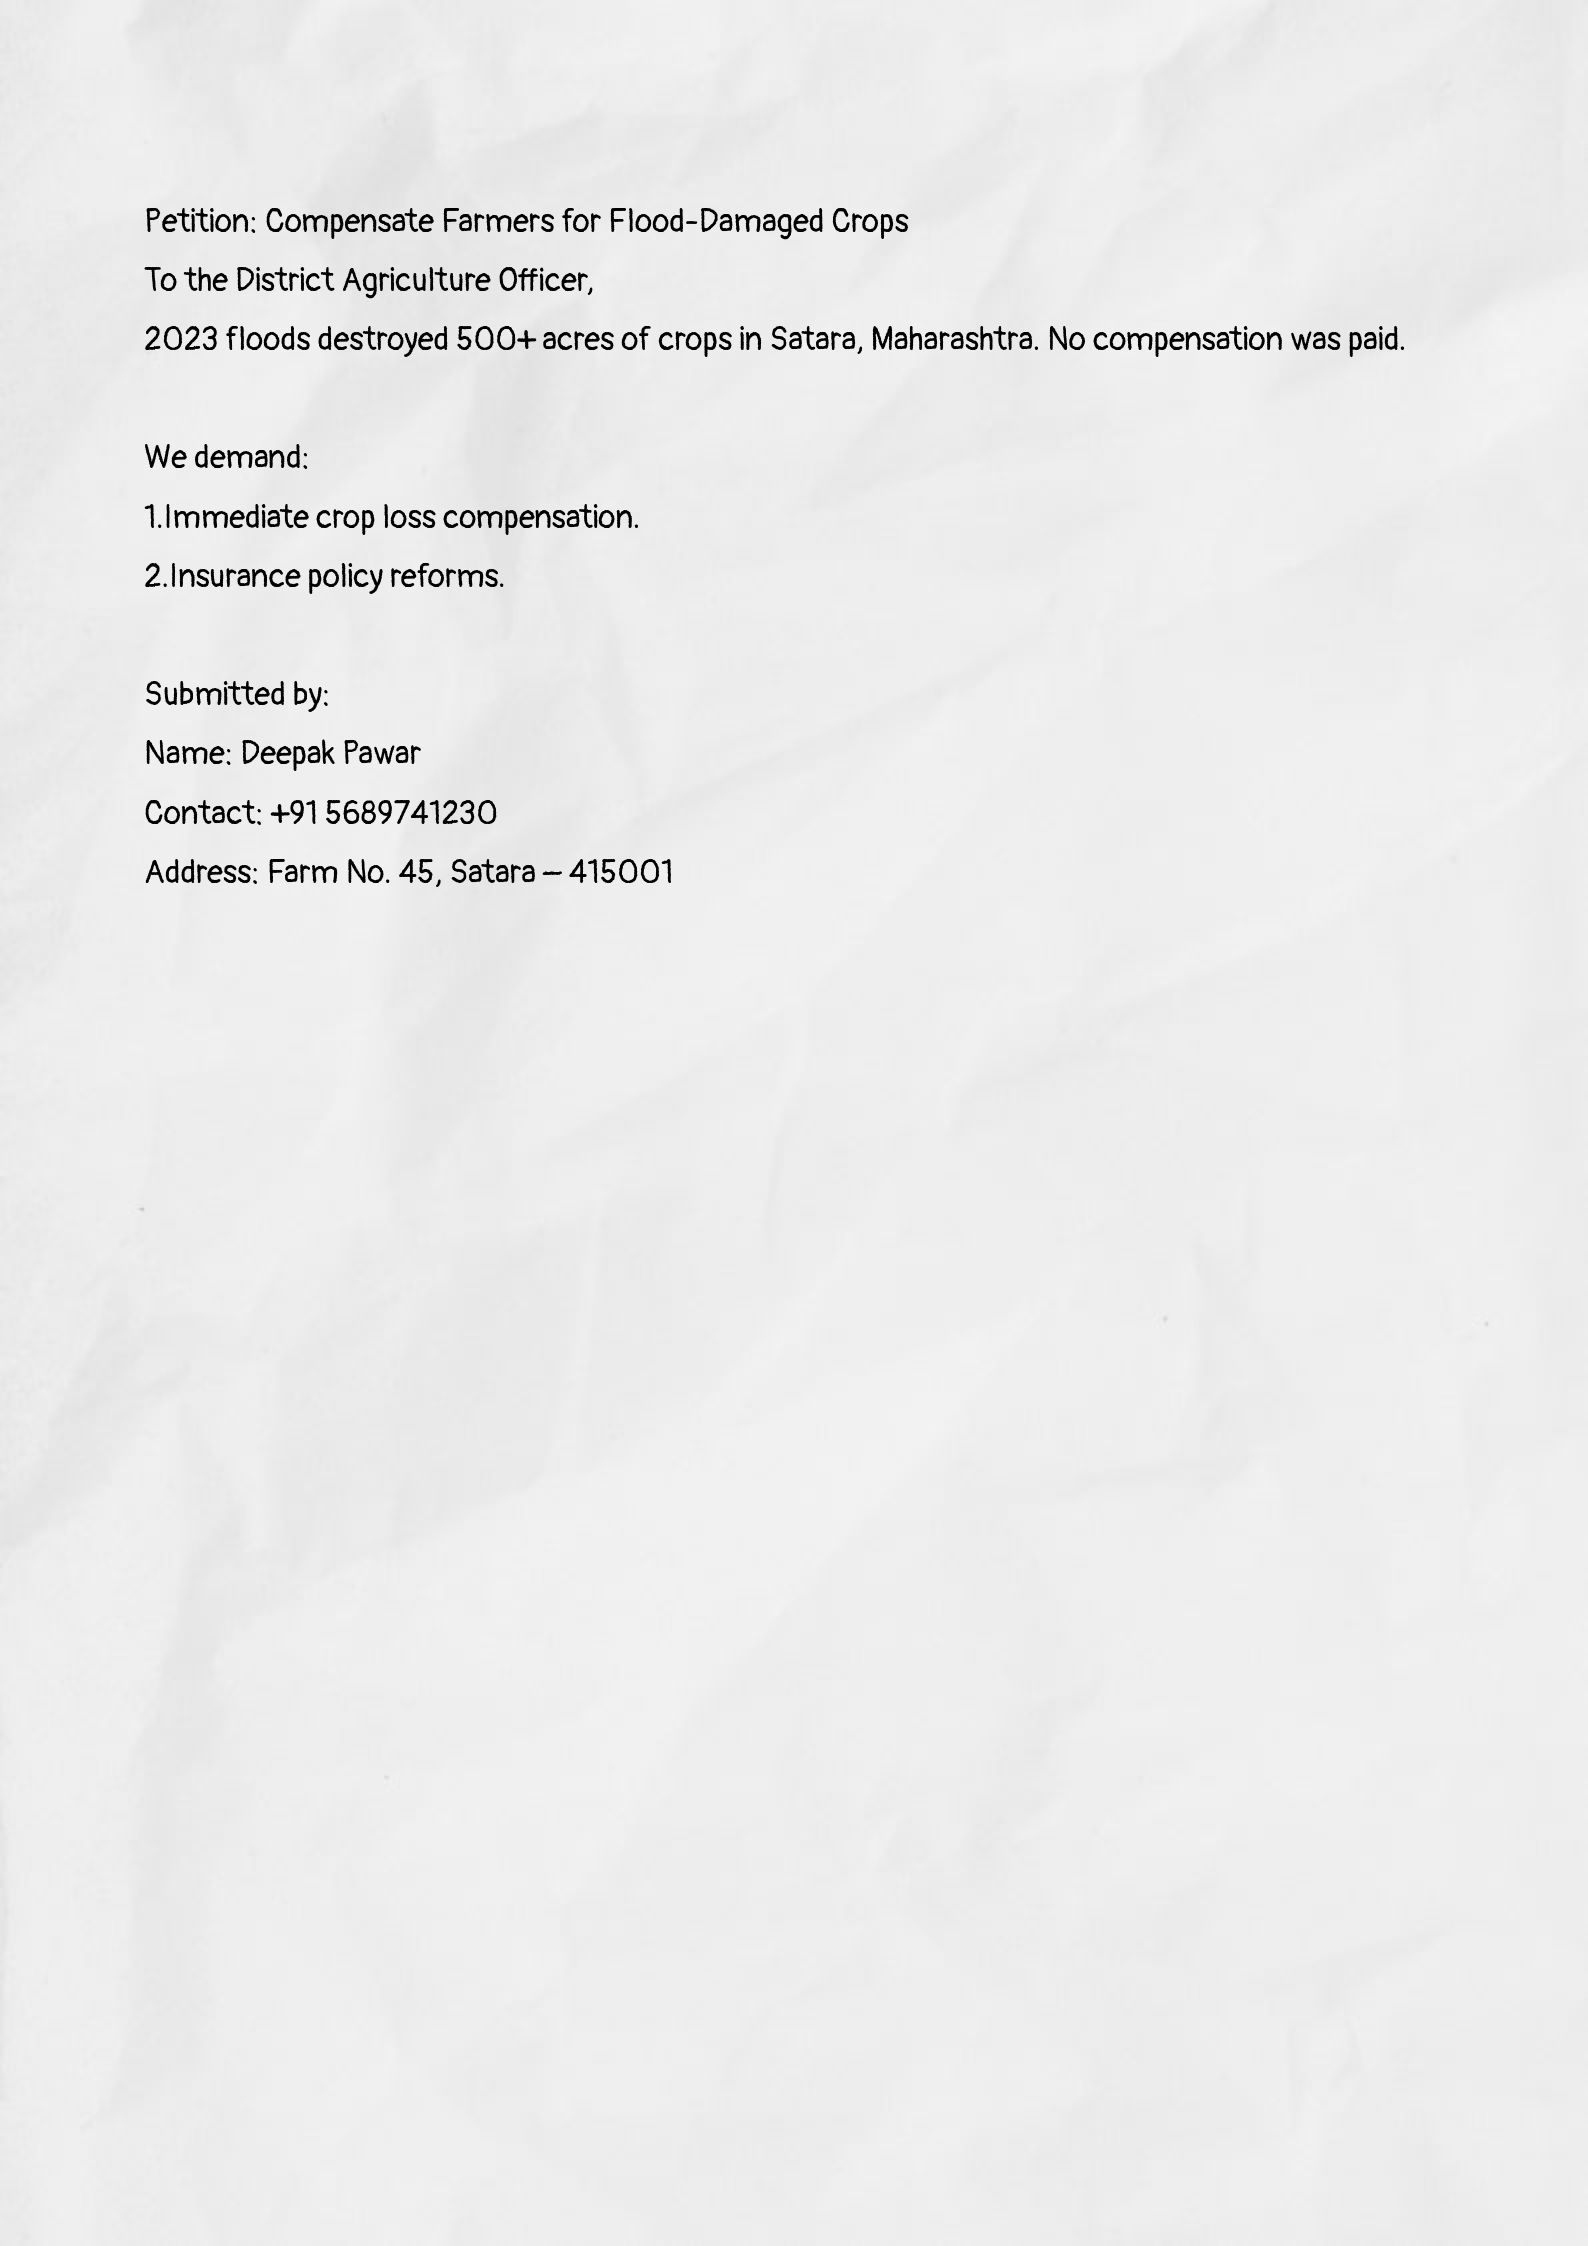 Petition: Compensate Farmers for Flood-Damaged Crops
To the District Agriculture Officer,
2023 floods destroyed 500+ acres of crops in Satara, Maharashtra. No compensation was paid.
We demand:
1.Immediate crop loss compensation.
2.Insurance policy reforms.
Submitted by:
Name: Deepak Pawar
Contact: +91 5689741230
Address: Farm No. 45, Satara – 415001